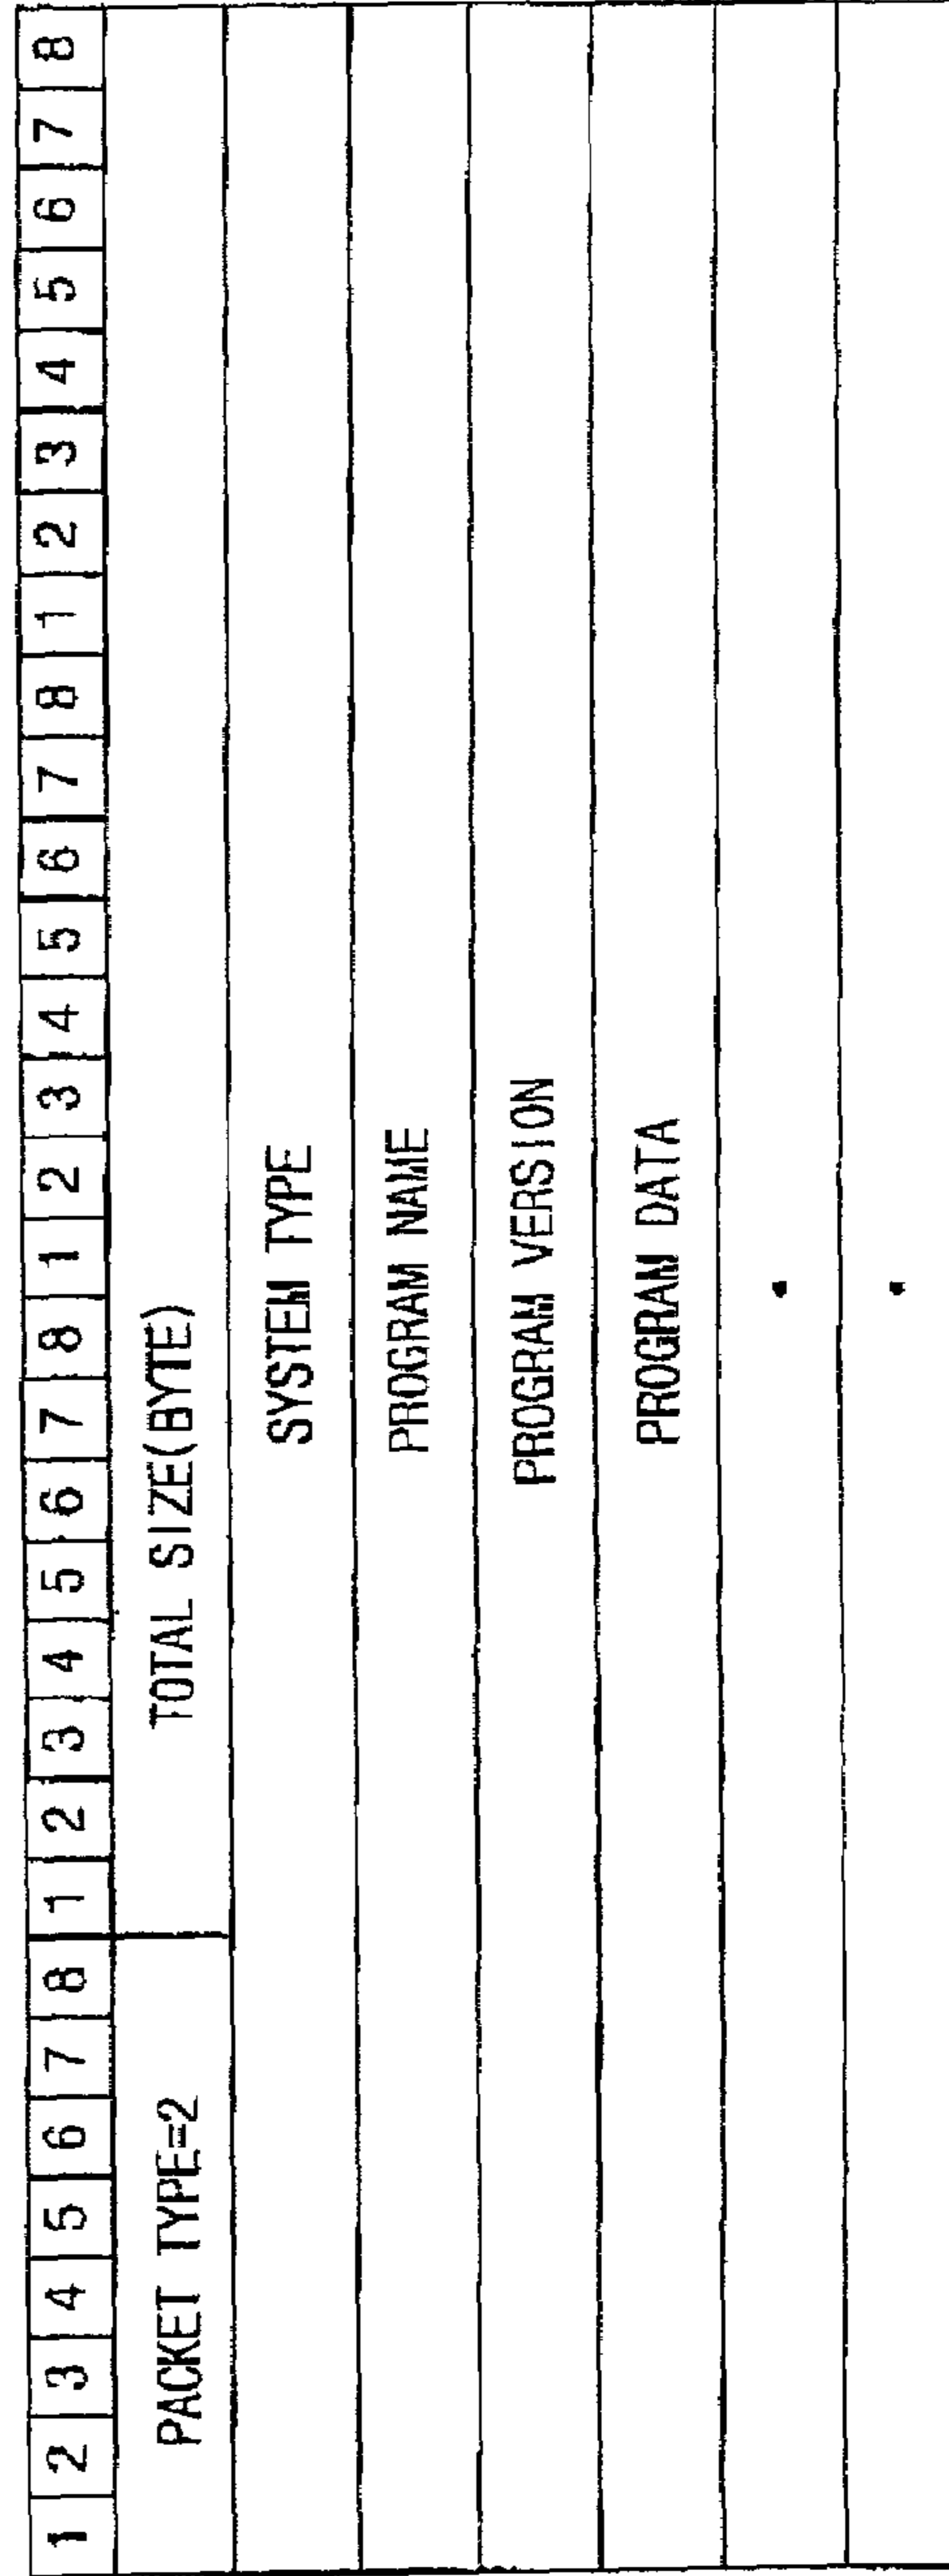 1 2 3 4 5 6 7 8 1 2 3 4 5 6 7 8 1 2 3 4 5 6 7 8 1 2 3 4 5 6 7 8
PACKET TYPE=2 TOTAL SIZE(BYTE)
SYSTEM TYPE
PROGRAM NAME
PROGRAM VERSION
PROGRAM DATA